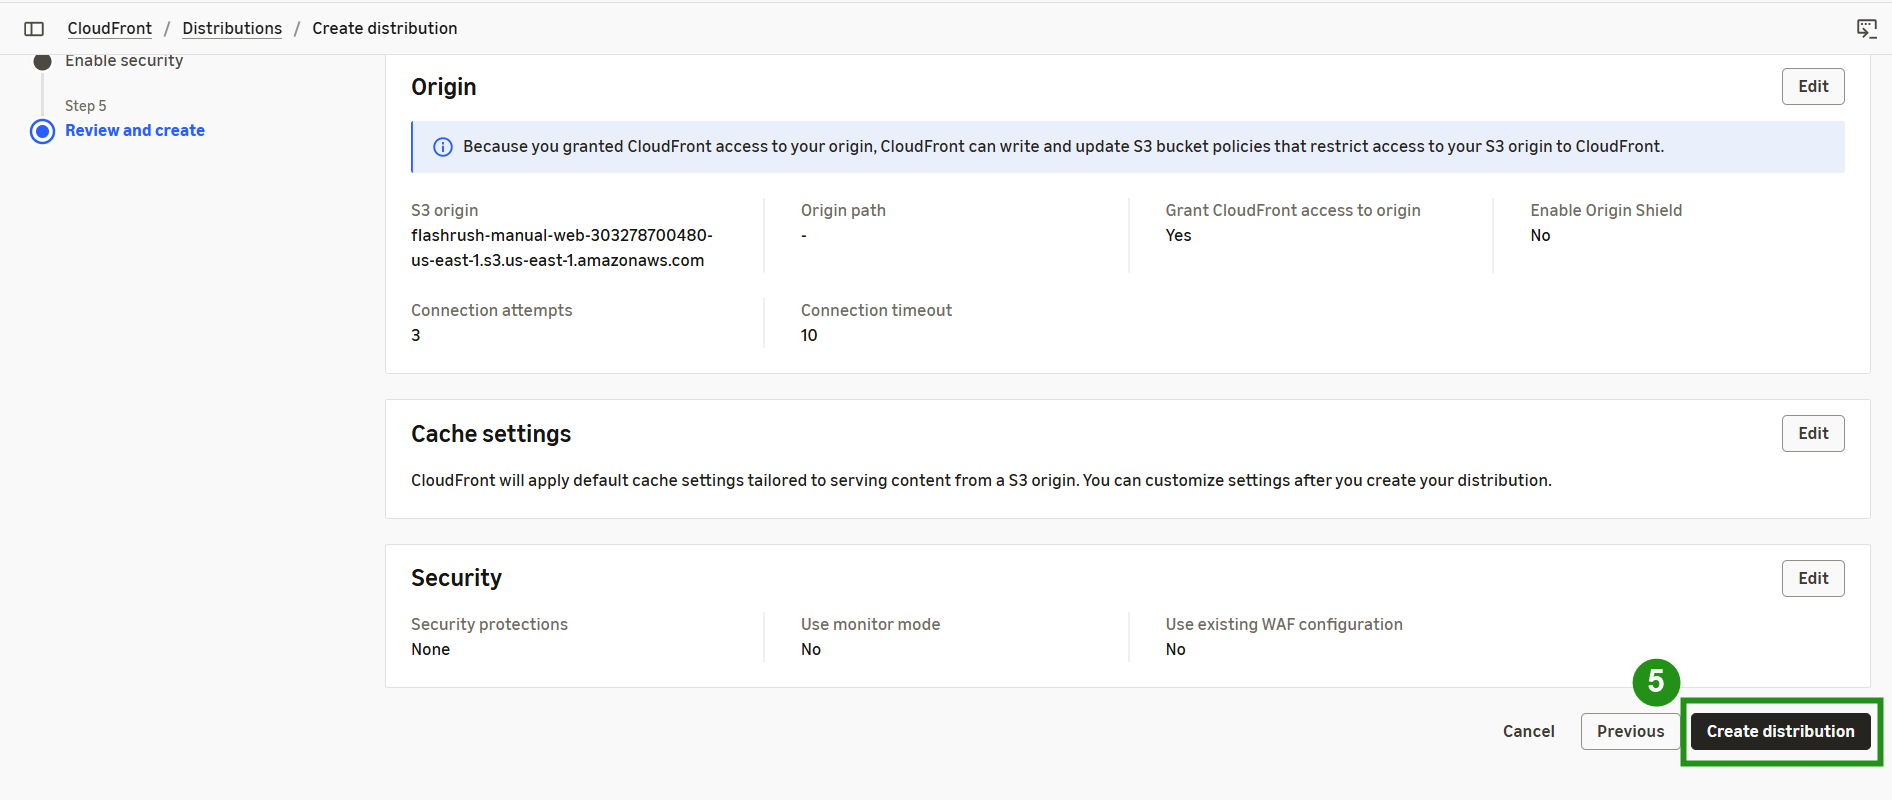 CloudFront / Distributions / Create distribution
Enable security
Step 5
Review and create
Origin
Edit
Because you granted CloudFront access to your origin, CloudFront can write and update S3 bucket policies that restrict access to your S3 origin to CloudFront.
S3 origin
flashrush-manual-web-303278700480-
us-east-1.s3.us-east-1.amazonaws.com
Origin path
-
Grant CloudFront access to origin
Yes
Enable Origin Shield
No
Connection attempts
3
Connection timeout
10
Cache settings
Edit
CloudFront will apply default cache settings tailored to serving content from a S3 origin. You can customize settings after you create your distribution.
Security
Edit
Security protections
None
Use monitor mode
No
Use existing WAF configuration
No
5
Cancel
Previous
Create distribution